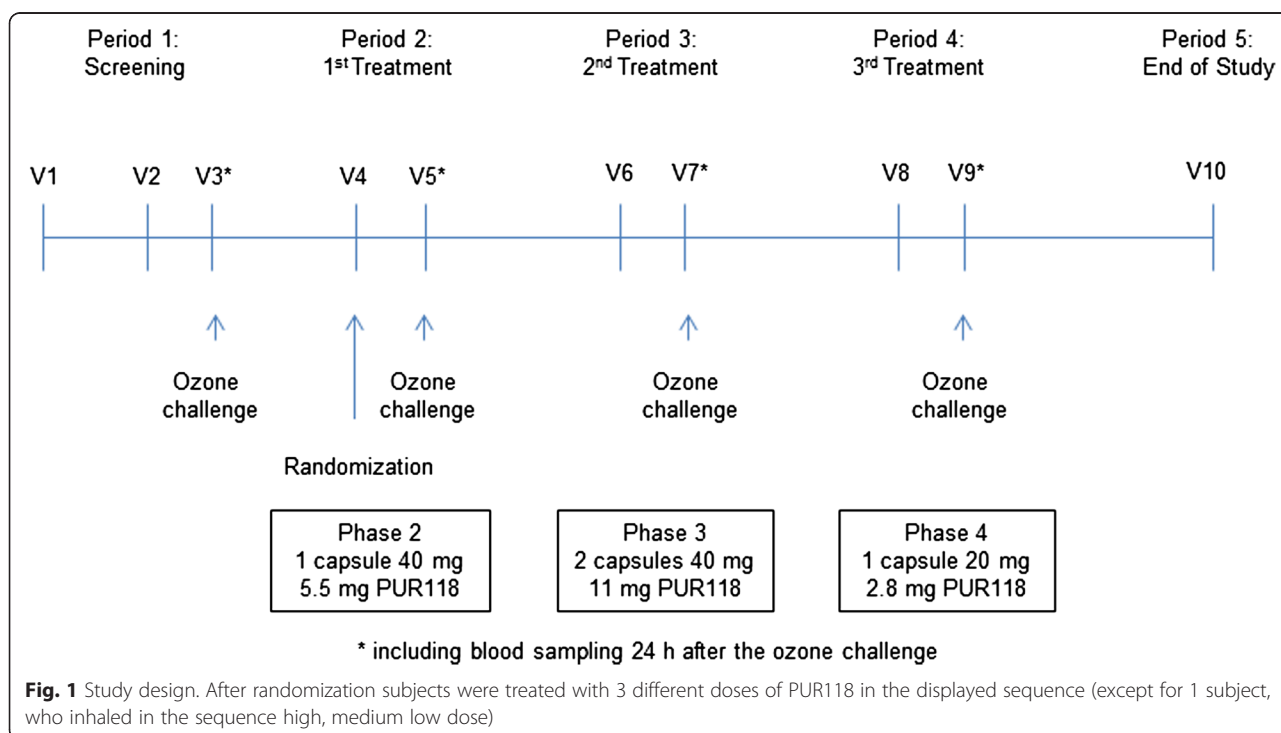 Period 1:
Screening
Period 2:
1st Treatment
Period 3:
2nd Treatment
Period 4:
3rd Treatment
Period 5:
End of Study
V1
V2
V3*
V4
V5*
V6
V7*
V8
V9*
V10
Ozone
challenge
Ozone
challenge
Ozone
challenge
Ozone
challenge
Randomization
Phase 2
1 capsule 40 mg
5.5 mg PUR118
Phase 3
2 capsules 40 mg
11 mg PUR118
Phase 4
1 capsule 20 mg
2.8 mg PUR118
* including blood sampling 24 h after the ozone challenge
Fig. 1 Study design. After randomization subjects were treated with 3 different doses of PUR118 in the displayed sequence (except for 1 subject,
who inhaled in the sequence high, medium low dose)